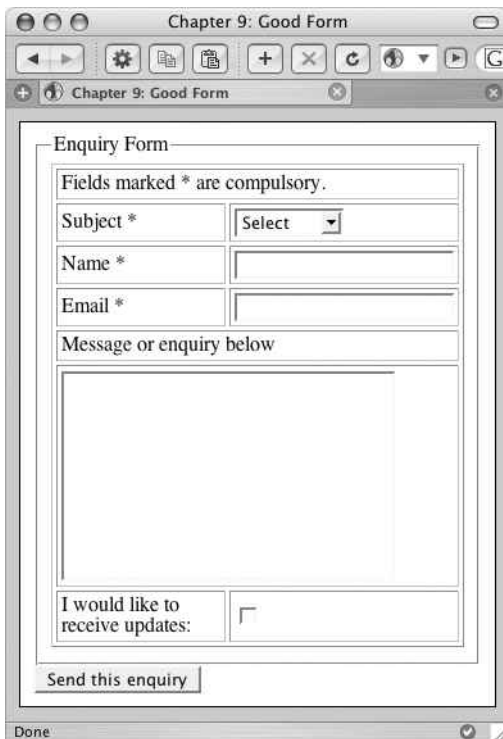 Chapter 9: Good Form
G
Chapter 9: Good Form
Enquiry Form
Fields marked * are compulsory.
Subject *
Select
Name *
Email *
Message or enquiry below
I would like to
receive updates:
Send this enquiry
Done